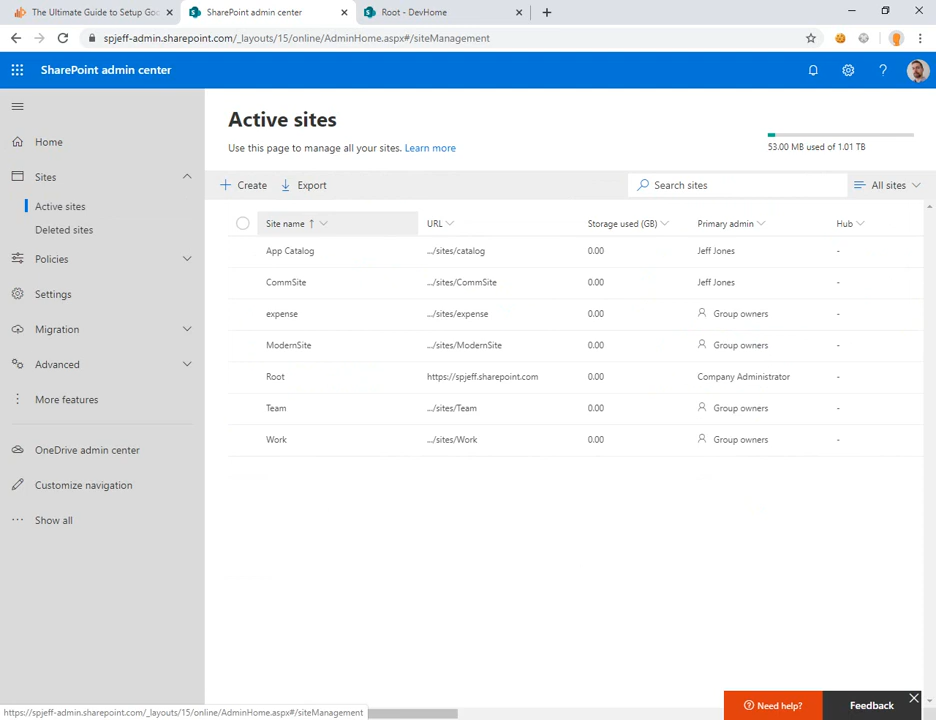 The Ultimate Guide to Setup Goo
SharePoint admin center
Root - DevHome
spjeff-admin.sharepoint.com/_layouts/15/online/AdminHome.aspx#/siteManagement
SharePoint admin center
Home
Sites
Active sites
Deleted sites
Policies
Settings
Migration
Advanced
More features
OneDrive admin center
Customize navigation
Show all
Active sites
Use this page to manage all your sites. Learn more
53.00 MB used of 1.01 TB
Create
Export
Search sites
All sites
Site name ↑ URL Storage used (GB) Primary admin Hub
App Catalog .../sites/catalog 0.00 Jeff Jones -
CommSite .../sites/CommSite 0.00 Jeff Jones -
expense .../sites/expense 0.00 Group owners -
ModernSite .../sites/ModernSite 0.00 Group owners -
Root https://spjeff.sharepoint.com 0.00 Company Administrator -
Team .../sites/Team 0.00 Group owners -
Work .../sites/Work 0.00 Group owners -
https://spjeff-admin.sharepoint.com/_layouts/15/online/AdminHome.aspx#/siteManagement
Need help?
Feedback